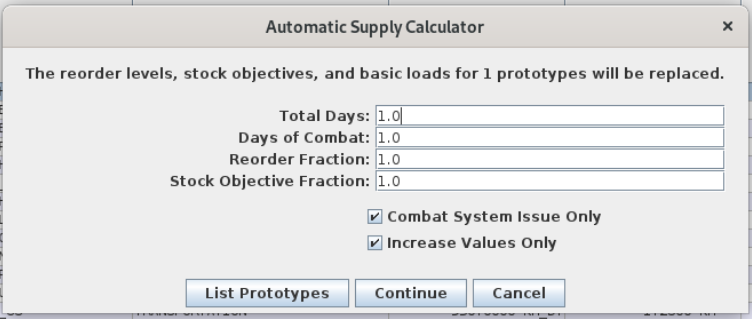 Automatic Supply Calculator
The reorder levels, stock objectives, and basic loads for 1 prototypes will be replaced.
Total Days: 1.0
Days of Combat: 1.0
Reorder Fraction: 1.0
Stock Objective Fraction: 1.0
Combat System Issue Only
Increase Values Only
List Prototypes Continue Cancel